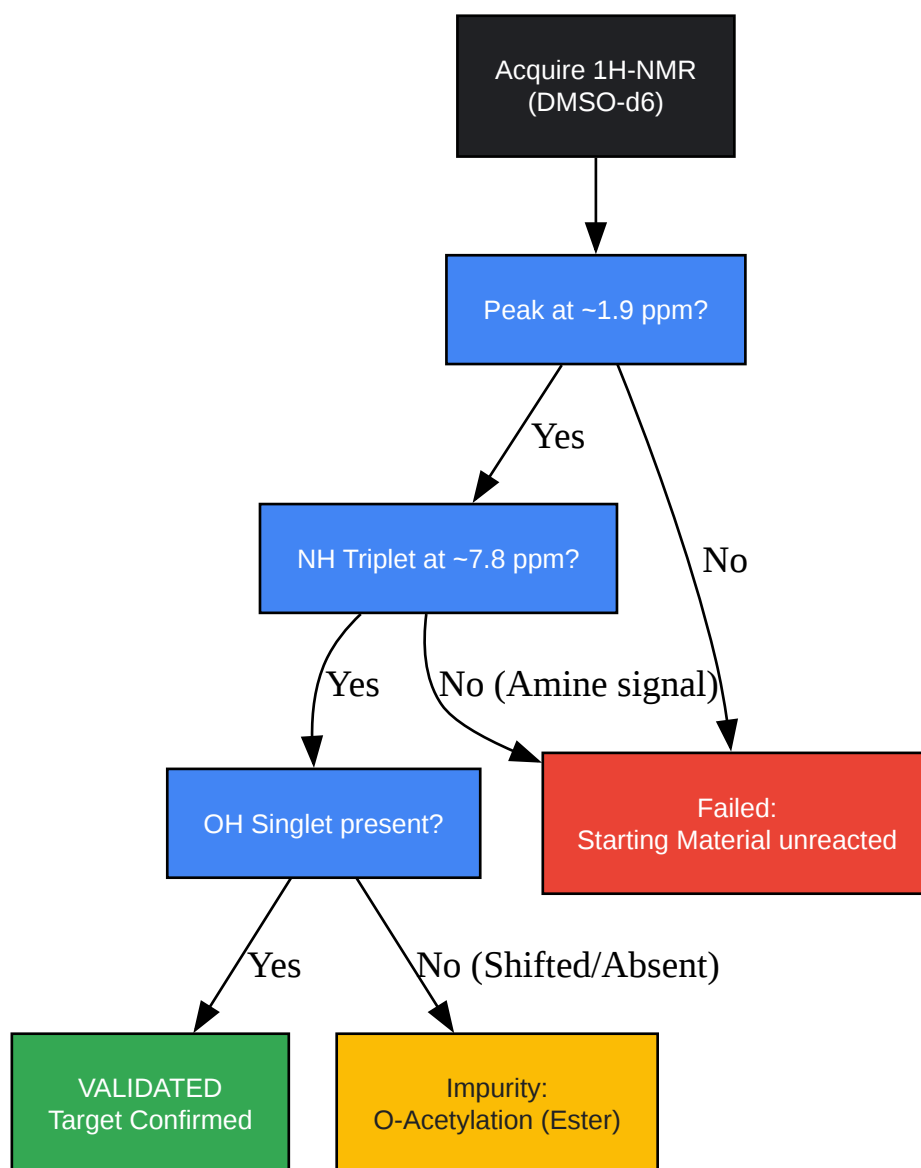 Acquire 1H-NMR
(DMSO-d6)
Peak at ~1.9 ppm?
Yes
No
NH Triplet at ~7.8 ppm?
Yes
No (Amine signal)
OH Singlet present?
Failed:
Starting Material unreacted
Yes
No (Shifted/Absent)
VALIDATED
Target Confirmed
Impurity:
O-Acetylation (Ester)